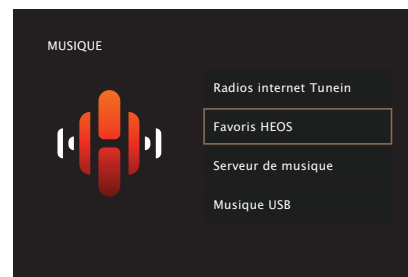 MUSIQUE
Radios internet Tunein
Favoris HEOS
Serveur de musique
Musique USB